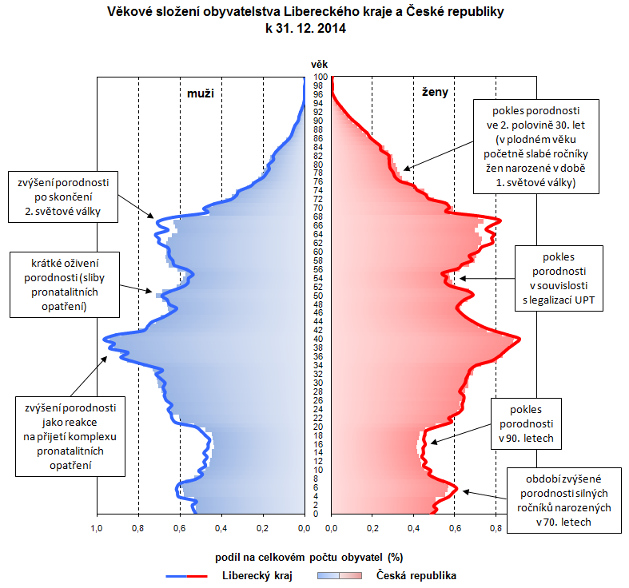 Věkové složení obyvatelstva Libereckého kraje a České republiky
k 31. 12. 2014
věk
muži
ženy
100
98
96
94
92
90
88
86
84
82
80
78
76
74
72
70
68
66
64
62
60
58
56
54
52
50
48
46
44
42
40
38
36
34
32
30
28
26
24
22
20
18
16
14
12
10
8
6
4
2
0
zvýšení porodnosti
po skončení
2. světové války
krátké oživení
porodnosti (sliby
pronatalitních
opatření)
zvýšení porodnosti
jako reakce
na přijetí komplexu
pronatalitních
opatření
pokles porodnosti
ve 2. polovině 30. let
(v plodném věku
početně slabé ročníky
žen narozené v době
1. světové války)
pokles
porodnosti
v souvislosti
s legalizací UPT
pokles
porodnosti
v 90. letech
období zvýšené
porodnosti silných
ročníků narozených
v 70. letech
1,0 0,8 0,6 0,4 0,2 0,0
0,0 0,2 0,4 0,6 0,8
podíl na celkovém počtu obyvatel (%)
Liberecký kraj
Česká republika